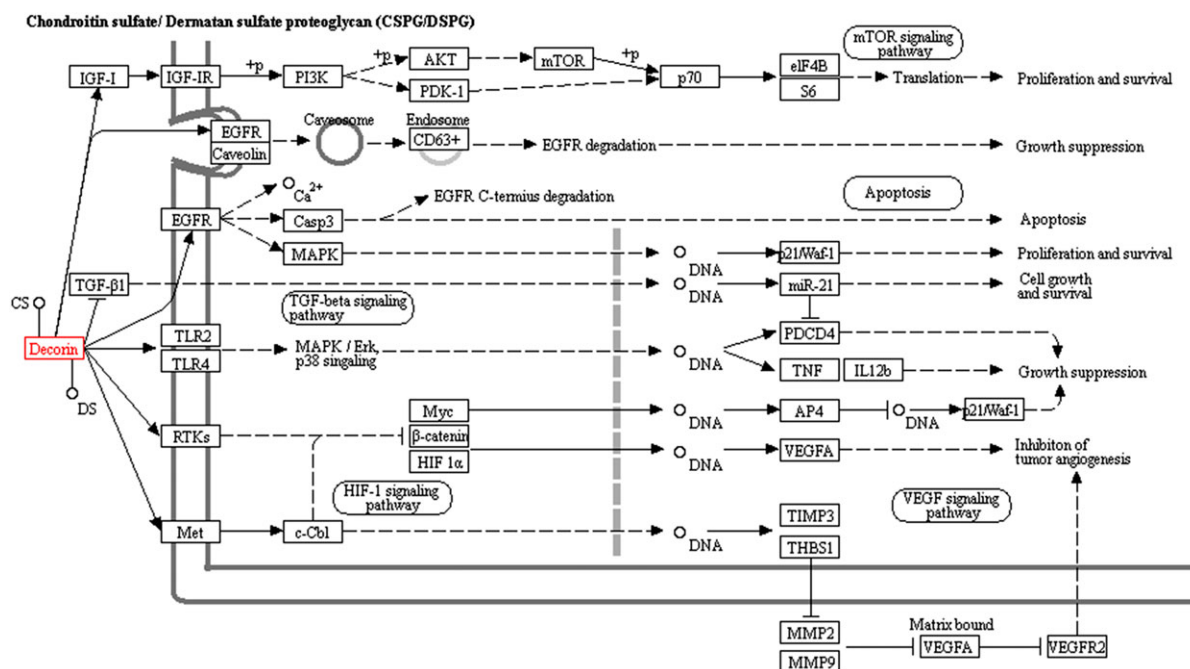 Chondroitin sulfate/ Dermatan sulfate proteoglycan (CSPG/DSPG)
IGF-I
IGF-IR
+p
PI3K
+p
AKT
PDK-1
mTOR
+p
p70
eIF4B
S6
mTOR signaling
pathway
Translation
Proliferation and survival
EGFR
Caveolin
Caveosome
Endosome
CD63+
EGFR degradation
Growth suppression
Ca2+
EGFR
Casp3
EGFR C-termius degradation
Apoptosis
Apoptosis
MAPK
DNA
p21/Waf-1
Proliferation and survival
TGF-β1
TGF-beta signaling
pathway
DNA
miR-21
Cell growth
and survival
CS
Decorin
DS
TLR2
TLR4
MAPK / Erk,
p38 singaling
DNA
PDCD4
TNF
IL12b
Growth suppression
RTKs
Myc
β-catenin
HIF 1α
DNA
AP4
DNA
p21/Waf-1
DNA
VEGFA
Inhibiton of
tumor angiogenesis
HIF-1 signaling
pathway
VEGF signaling
pathway
Met
c-Cbl
DNA
TIMP3
THBS1
MMP2
MMP9
Matrix bound
VEGFA
VEGFR2